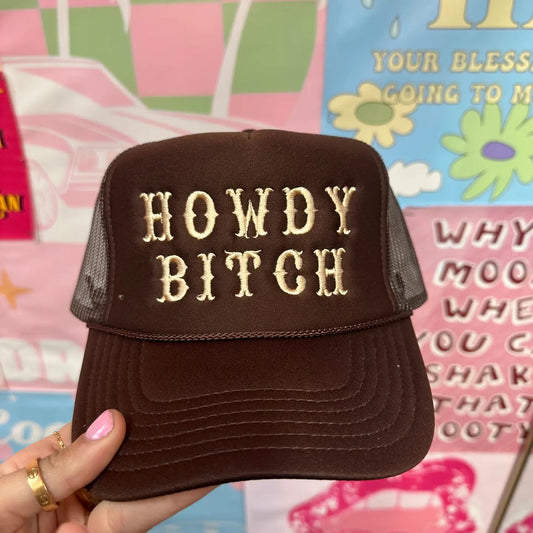 HOWDY
BITCH
YOUR BLESS
GOING TO M
WHY
MOO
WHE
YOU C
SHAK
THAT
BOOTY